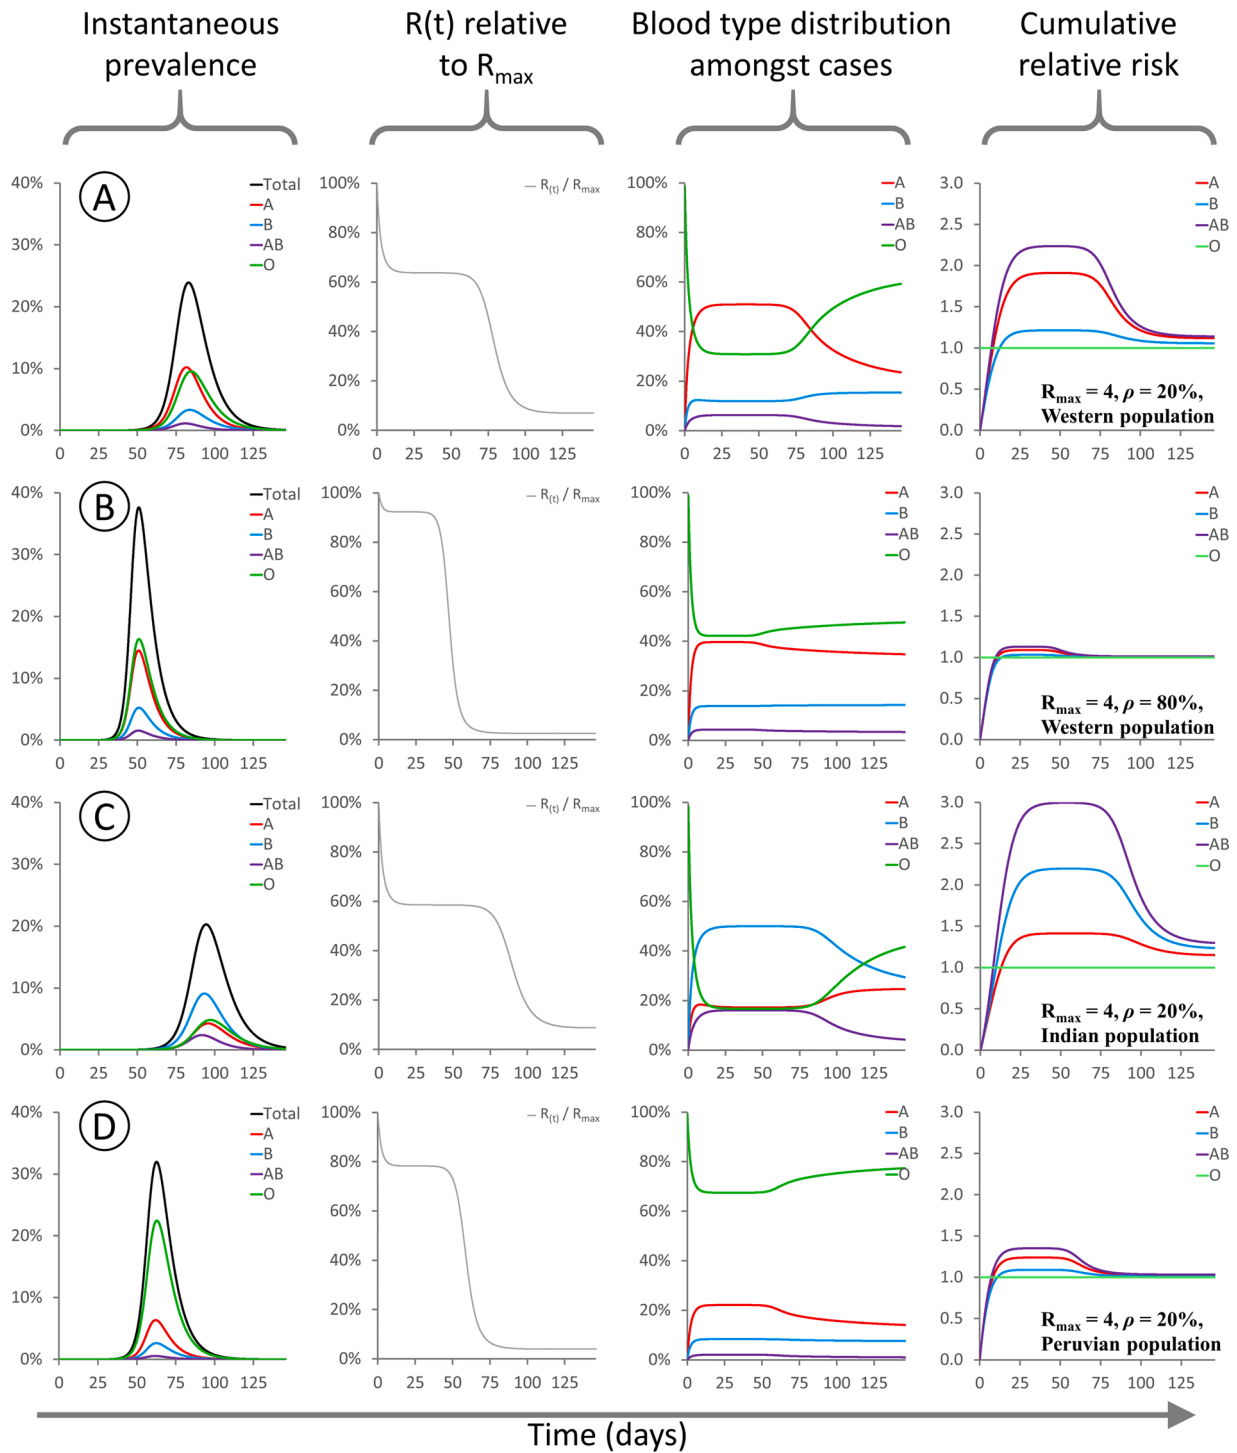 Instantaneous
prevalence
R(t) relative
to Rmax
Blood type distribution
amongst cases
Cumulative
relative risk
A
40%
30%
20%
10%
0%
0 25 50 75 100 125
Total
A
B
AB
O
100%
80%
60%
40%
20%
0%
0 25 50 75 100 125
R(t) / Rmax
100%
80%
60%
40%
20%
0%
0 25 50 75 100 125
A
B
AB
O
3.0
2.5
2.0
1.5
1.0
0.5
0.0
0 25 50 75 100 125
A
B
AB
O
Rmax = 4, ρ = 20%,
Western population
B
40%
30%
20%
10%
0%
0 25 50 75 100 125
Total
A
B
AB
O
100%
80%
60%
40%
20%
0%
0 25 50 75 100 125
R(t) / Rmax
100%
80%
60%
40%
20%
0%
0 25 50 75 100 125
A
B
AB
O
3.0
2.5
2.0
1.5
1.0
0.5
0.0
0 25 50 75 100 125
A
B
AB
O
Rmax = 4, ρ = 80%,
Western population
C
40%
30%
20%
10%
0%
0 25 50 75 100 125
Total
A
B
AB
O
100%
80%
60%
40%
20%
0%
0 25 50 75 100 125
R(t) / Rmax
100%
80%
60%
40%
20%
0%
0 25 50 75 100 125
A
B
AB
O
3.0
2.5
2.0
1.5
1.0
0.5
0.0
0 25 50 75 100 125
A
B
AB
O
Rmax = 4, ρ = 20%,
Indian population
D
40%
30%
20%
10%
0%
0 25 50 75 100 125
Total
A
B
AB
O
100%
80%
60%
40%
20%
0%
0 25 50 75 100 125
R(t) / Rmax
100%
80%
60%
40%
20%
0%
0 25 50 75 100 125
A
B
AB
O
3.0
2.5
2.0
1.5
1.0
0.5
0.0
0 25 50 75 100 125
A
B
AB
O
Rmax = 4, ρ = 20%,
Peruvian population
Time (days)